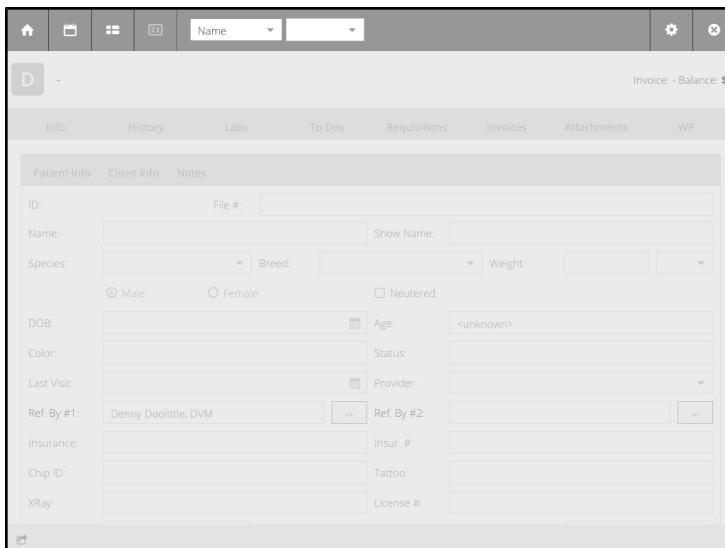 Name
D - Invoice: - Balance: $
Info History Labs To Dos Requisitions Invoices Attachments WP
Patient Info Client Info Notes
ID: File #:
Name: Show Name:
Species: Breed: Weight:
Male Female Neutered
DOB: Age: <unknown>
Color: Status:
Last Visit: Provider:
Ref. By #1: Denny Doolittle, DVM ... Ref. By #2: ...
Insurance: Insur. #:
Chip ID: Tattoo:
XRay: License #: